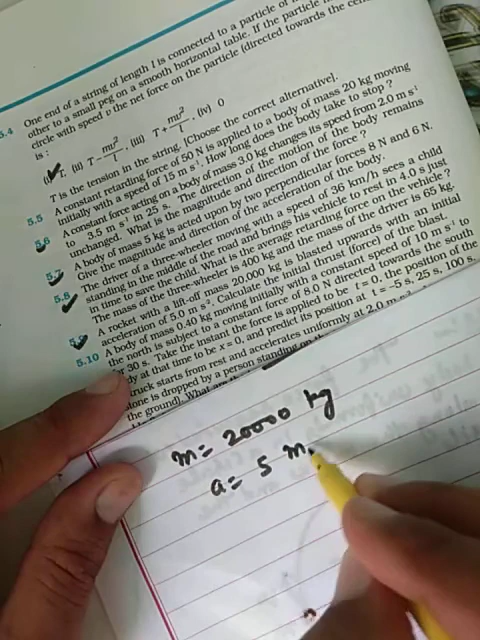 5.4 One end of a string of length l is connected to a particle of
other to a small peg on a smooth horizontal table. If the particle
circle with speed v the net force on the particle (directed towards the
is :
(i) T, (ii) T − mv²/l, (iii) T + mv²/l, (iv) 0
T is the tension in the string. [Choose the correct alternative].
5.5 A constant retarding force of 50 N is applied to a body of mass 20 kg moving
initially with a speed of 15 m s⁻¹. How long does the body take to stop ?
5.6 A constant force acting on a body of mass 3.0 kg changes its speed from 2.0 m s⁻¹
to 3.5 m s⁻¹ in 25 s. The direction of the motion of the body remains
unchanged. What is the magnitude and direction of the force ?
5.7 A body of mass 5 kg is acted upon by two perpendicular forces 8 N and 6 N.
Give the magnitude and direction of the acceleration of the body.
5.8 The driver of a three-wheeler moving with a speed of 36 km/h sees a child
standing in the middle of the road and brings his vehicle to rest in 4.0 s just
in time to save the child. What is the average retarding force on the vehicle ?
The mass of the three-wheeler is 400 kg and the mass of the driver is 65 kg.
5.9 A rocket with a lift-off mass 20,000 kg is blasted upwards with an initial
acceleration of 5.0 m s⁻². Calculate the initial thrust (force) of the blast.
5.10 A body of mass 0.40 kg moving initially with a constant speed of 10 m s⁻¹ to
the north is subject to a constant force of 8.0 N directed towards the south
30 s. Take the instant the force is applied to be t = 0, the position of the
at that time to be x = 0, and predict its position at t = –5 s, 25 s, 100 s.
truck starts from rest and accelerates uniformly at 2.0 m
is dropped by a person standing on
the ground). What are
m = 20000 kg
a = 5 m